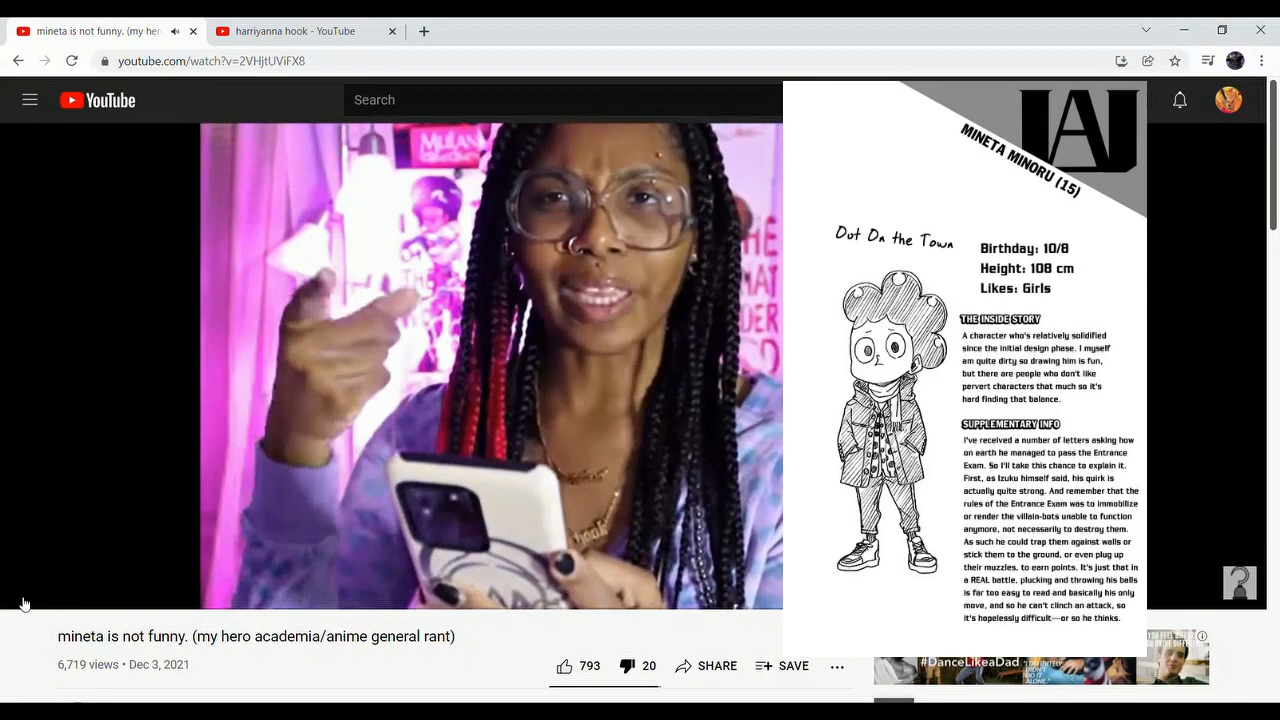 mineta is not funny. (my her
harriyanna hook - YouTube
youtube.com/watch?v=2VHjtUViFX8
YouTube
Search
MULAN
UA
MINETA MINORU (15)
Out On the Town
Birthday: 10/8
Height: 108 cm
Likes: Girls
THE INSIDE STORY
A character who's relatively solidified
since the initial design phase. I myself
am quite dirty so drawing him is fun,
but there are people who don't like
pervert characters that much so it's
hard finding that balance.
SUPPLEMENTARY INFO
I've received a number of letters asking how
on earth he managed to pass the Entrance
Exam. So I'll take this chance to explain it.
First, as Izuku himself said, his quirk is
actually quite strong. And remember that the
rules of the Entrance Exam was to immobilize
or render the villain-bots unable to function
anymore, not necessarily to destroy them.
As such he could trap them against walls or
stick them to the ground, or even plug up
their muzzles, to earn points. It's just that in
a REAL battle, plucking and throwing his balls
is far too easy to read and basically his only
move, and so he can't clinch an attack, so
it's hopelessly difficult—or so he thinks.
mineta is not funny. (my hero academia/anime general rant)
6,719 views • Dec 3, 2021
793
20
SHARE
SAVE
#DanceLikeaDad
"I DEFINITELY
DIDN'T DO IT
ALONE."